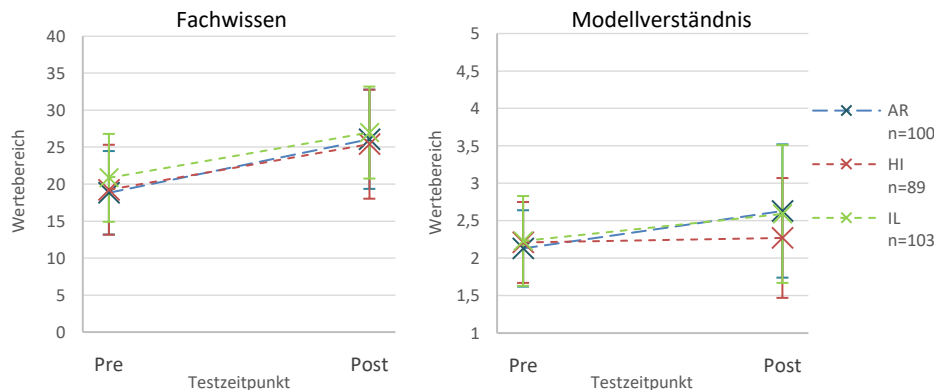 Fachwissen
40
35
30
25
20
15
10
5
0
Wertebereich
Pre
Post
Testzeitpunkt
Modellverständnis
5
4,5
4
3,5
3
2,5
2
1,5
1
Wertebereich
Pre
Post
Testzeitpunkt
AR
n=100
HI
n=89
IL
n=103